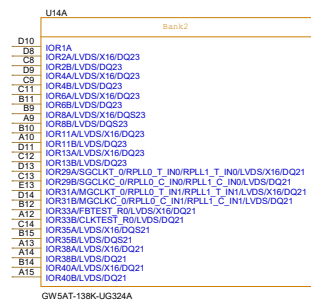 U14A
Bank2
D10 IOR1A
D8 IOR2A/LVDS/X16/DQ23
C8 IOR2B/LVDS/DQ23
D9 IOR4A/LVDS/X16/DQ23
C9 IOR4B/LVDS/DQ23
C11 IOR6A/LVDS/X16/DQ23
B11 IOR6B/LVDS/DQ23
B9 IOR8A/LVDS/X16/DQS23
A9 IOR8B/LVDS/DQS23
B10 IOR11A/LVDS/X16/DQ23
A10 IOR11B/LVDS/DQ23
D11 IOR13A/LVDS/X16/DQ23
C12 IOR13B/LVDS/DQ23
D13 IOR29A/SGCLKT_0/RPLL0_T_IN0/RPLL1_T_IN0/LVDS/X16/DQ21
C13 IOR29B/SGCLKC_0/RPLL0_C_IN0/RPLL1_C_IN0/LVDS/DQ21
E13 IOR31A/MGCLKT_0/RPLL0_T_IN1/RPLL1_T_IN1/LVDS/X16/DQ21
D14 IOR31B/MGCLKC_0/RPLL0_C_IN1/RPLL1_C_IN1/LVDS/DQ21
B12 IOR33A/FBTEST_R0/LVDS/X16/DQ21
A12 IOR33B/CLKTEST_R0/LVDS/DQ21
C14 IOR35A/LVDS/X16/DQS21
B15 IOR35B/LVDS/DQS21
A13 IOR38A/LVDS/X16/DQ21
A14 IOR38B/LVDS/DQ21
B14 IOR40A/LVDS/X16/DQ21
A15 IOR40B/LVDS/DQ21
GW5AT-138K-UG324A